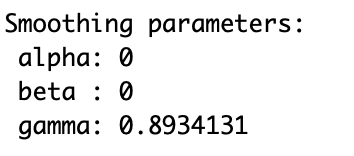 Smoothing parameters:
 alpha: 0
 beta : 0
 gamma: 0.8934131